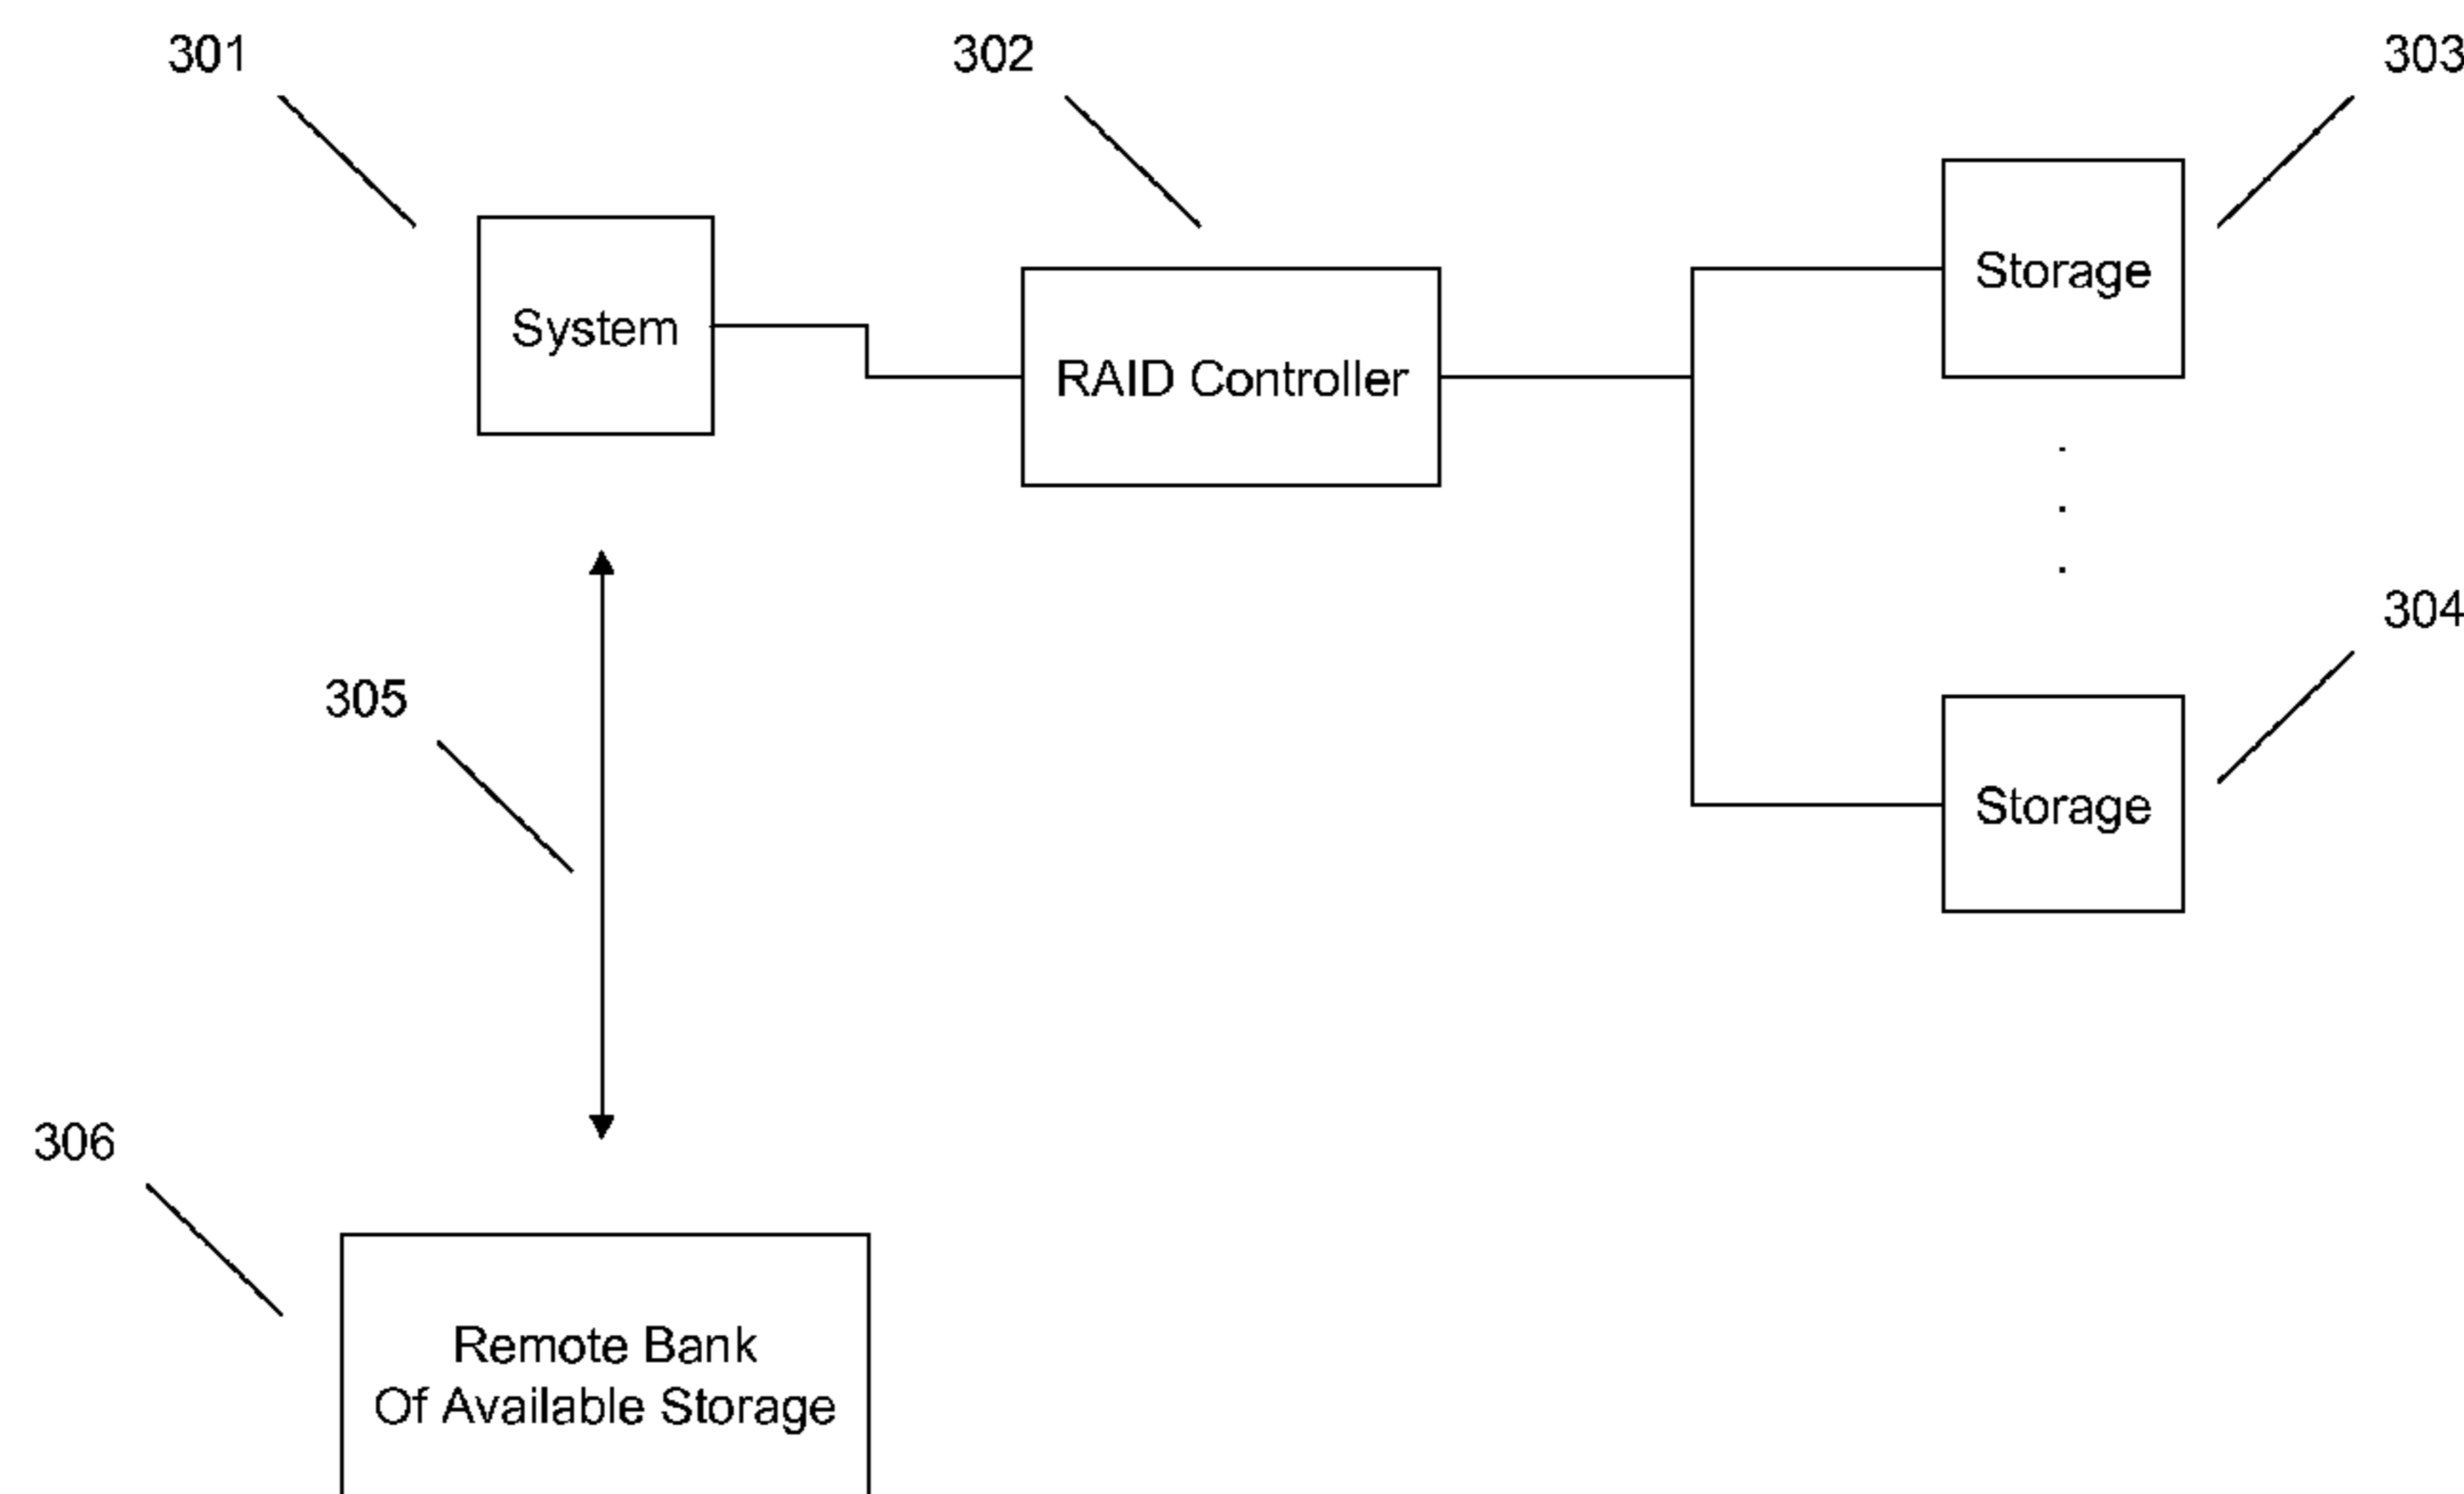 301
302
303
System
RAID Controller
Storage
304
305
Storage
306
Remote Bank
Of Available Storage